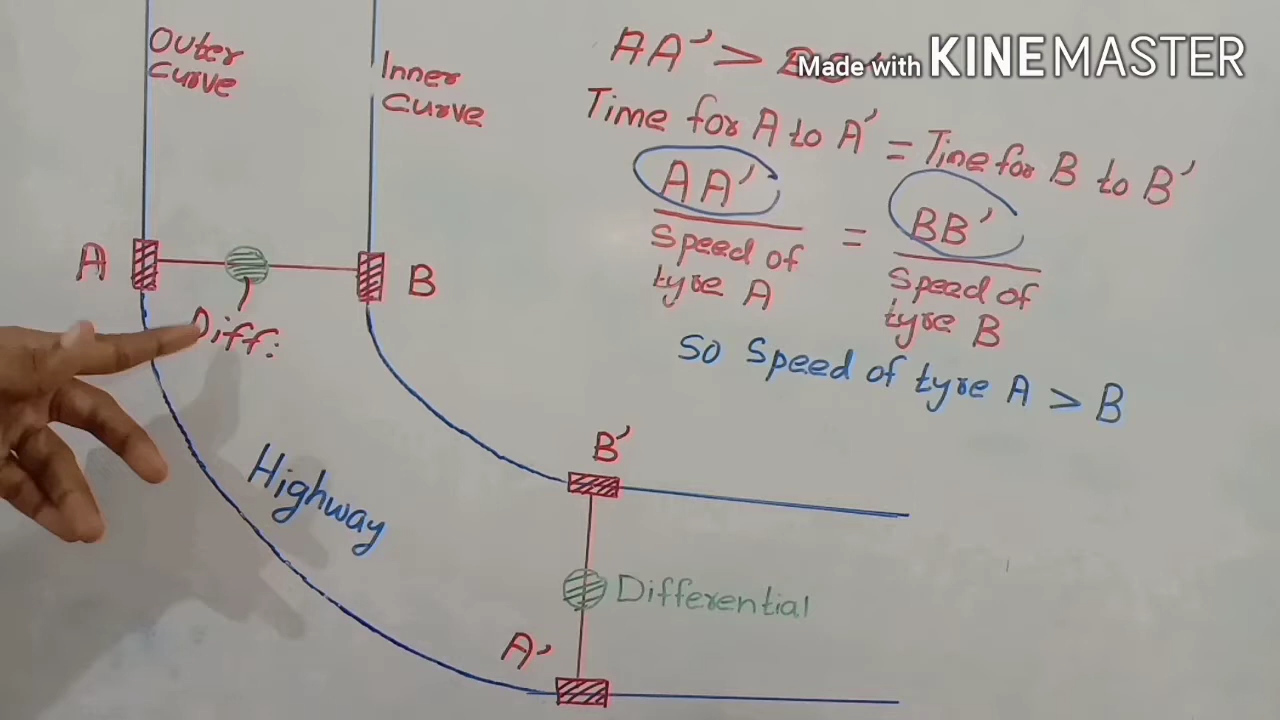 Outer
curve
Inner
curve
AA' >
Made with KINEMASTER
Time for A to A' = Time for B to B'
AA' = BB'
Speed of
tyre A
Speed of
tyre B
So Speed of tyre A > B
A
B
Diff:
Highway
B'
Differential
A'